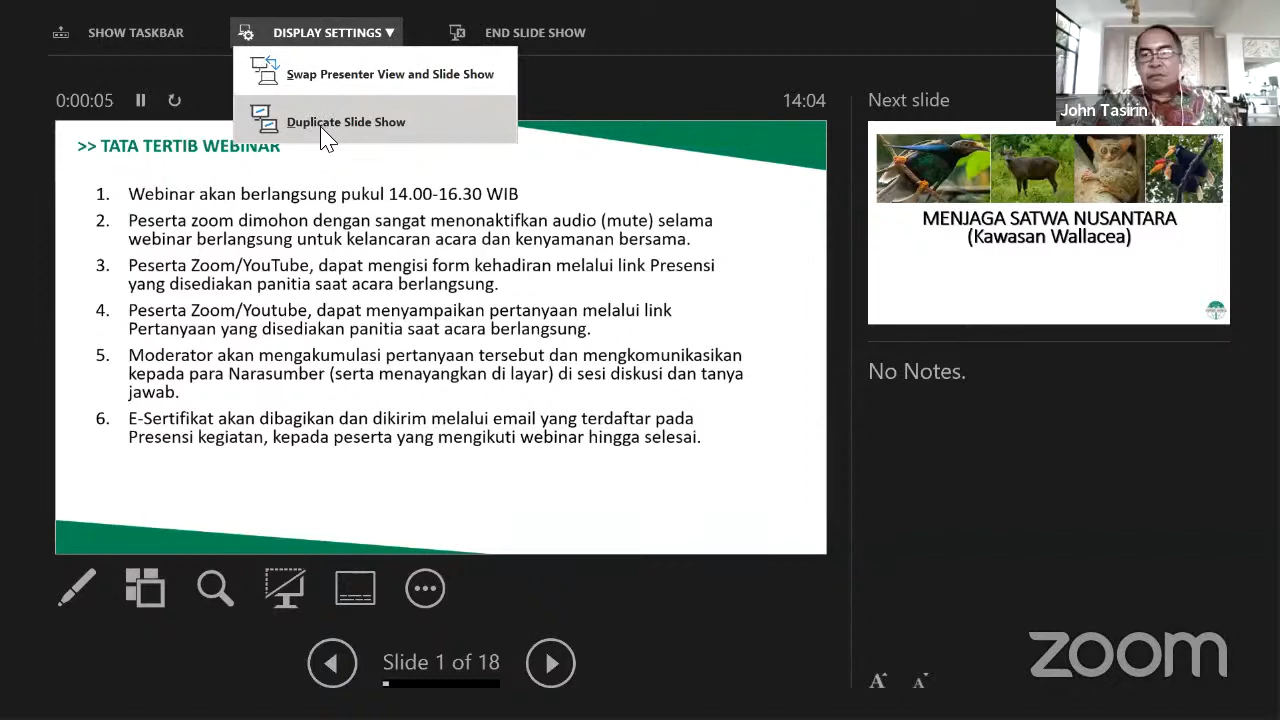 SHOW TASKBAR
DISPLAY SETTINGS ▼
END SLIDE SHOW
Swap Presenter View and Slide Show
Duplicate Slide Show
John Tasirin
0:00:05
14:04
Next slide
>> TATA TERTIB WEBINAR
1. Webinar akan berlangsung pukul 14.00-16.30 WIB
2. Peserta zoom dimohon dengan sangat menonaktifkan audio (mute) selama
webinar berlangsung untuk kelancaran acara dan kenyamanan bersama.
3. Peserta Zoom/YouTube, dapat mengisi form kehadiran melalui link Presensi
yang disediakan panitia saat acara berlangsung.
4. Peserta Zoom/Youtube, dapat menyampaikan pertanyaan melalui link
Pertanyaan yang disediakan panitia saat acara berlangsung.
5. Moderator akan mengakumulasi pertanyaan tersebut dan mengkomunikasikan
kepada para Narasumber (serta menayangkan di layar) di sesi diskusi dan tanya
jawab.
6. E-Sertifikat akan dibagikan dan dikirim melalui email yang terdaftar pada
Presensi kegiatan, kepada peserta yang mengikuti webinar hingga selesai.
MENJAGA SATWA NUSANTARA
(Kawasan Wallacea)
No Notes.
Slide 1 of 18
A A
zoom